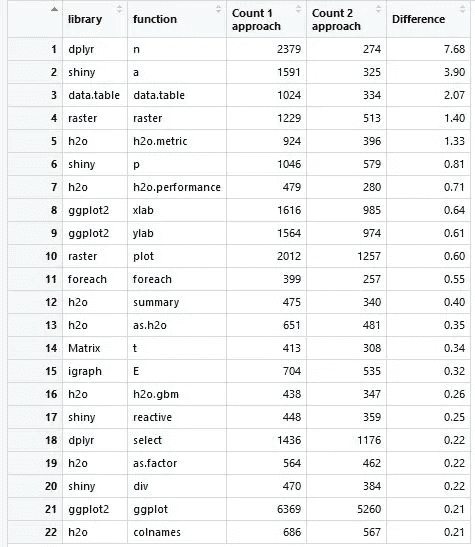 library function Count 1 approach Count 2 approach Difference
1 dplyr n 2379 274 7.68
2 shiny a 1591 325 3.90
3 data.table data.table 1024 334 2.07
4 raster raster 1229 513 1.40
5 h2o h2o.metric 924 396 1.33
6 shiny p 1046 579 0.81
7 h2o h2o.performance 479 280 0.71
8 ggplot2 xlab 1616 985 0.64
9 ggplot2 ylab 1564 974 0.61
10 raster plot 2012 1257 0.60
11 foreach foreach 399 257 0.55
12 h2o summary 475 340 0.40
13 h2o as.h2o 651 481 0.35
14 Matrix t 413 308 0.34
15 igraph E 704 535 0.32
16 h2o h2o.gbm 438 347 0.26
17 shiny reactive 448 359 0.25
18 dplyr select 1436 1176 0.22
19 h2o as.factor 564 462 0.22
20 shiny div 470 384 0.22
21 ggplot2 ggplot 6369 5260 0.21
22 h2o colnames 686 567 0.21